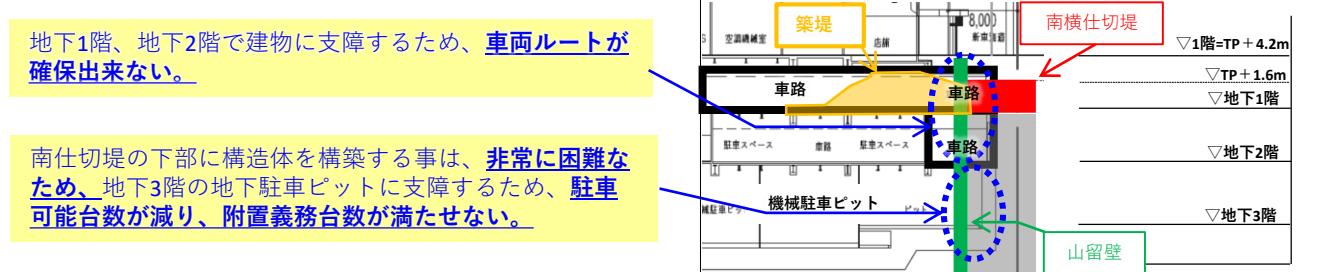 地下1階、地下2階で建物に支障するため、車両ルートが
確保出来ない。
南仕切堤の下部に構造体を構築する事は、非常に困難な
ため、地下3階の地下駐車ピットに支障するため、駐車
可能台数が減り、附置義務台数が満たせない。
築堤
8,000
南横仕切堤
空調機械室
店舗
▽1階=TP+4.2m
▽TP+1.6m
車路
車路
▽地下1階
駐車スペース
車路
駐車スペース
車路
▽地下2階
機械駐車ピット
▽地下3階
山留壁